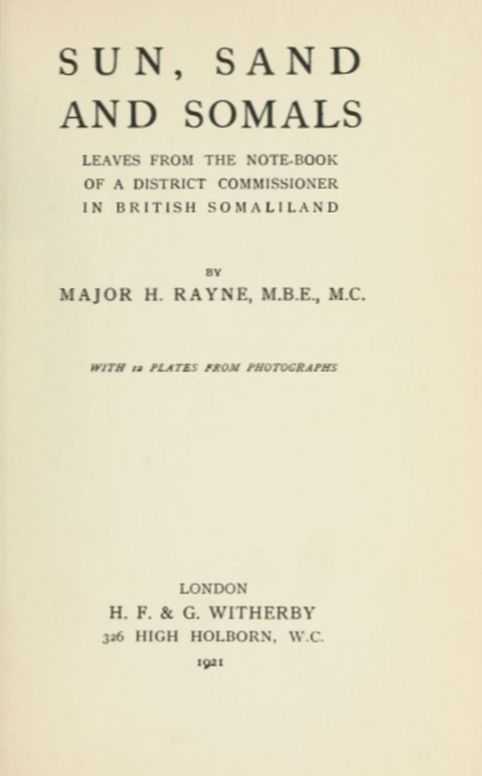 SUN, SAND
AND SOMALS
LEAVES FROM THE NOTE-BOOK
OF A DISTRICT COMMISSIONER
IN BRITISH SOMALILAND
BY
MAJOR H. RAYNE, M.B.E., M.C.
WITH 12 PLATES FROM PHOTOGRAPHS
LONDON
H. F. & G. WITHERBY
326 HIGH HOLBORN, W.C.
1921